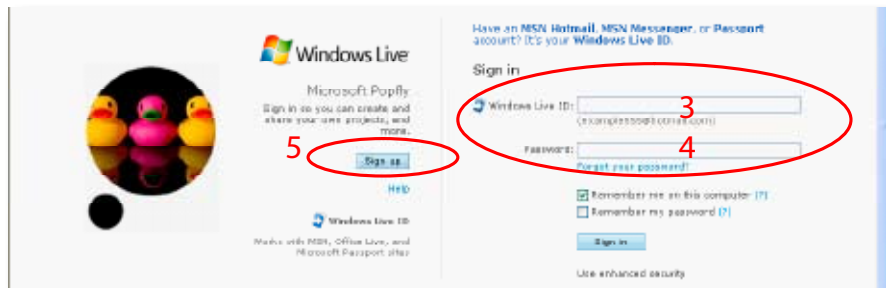 Windows Live
Microsoft Popfly
Sign in so you can create and
share your own projects, and
more.
5
Sign up
Help
Windows Live ID
Works with MSN, Office Live, and
Microsoft Passport sites
Have an MSN Hotmail, MSN Messenger, or Passport
account? It's your Windows Live ID.
Sign in
Windows Live ID:
3
(example555@hotmail.com)
Password:
4
Forgot your password?
Remember me on this computer (?)
Remember my password (?)
Sign in
Use enhanced security